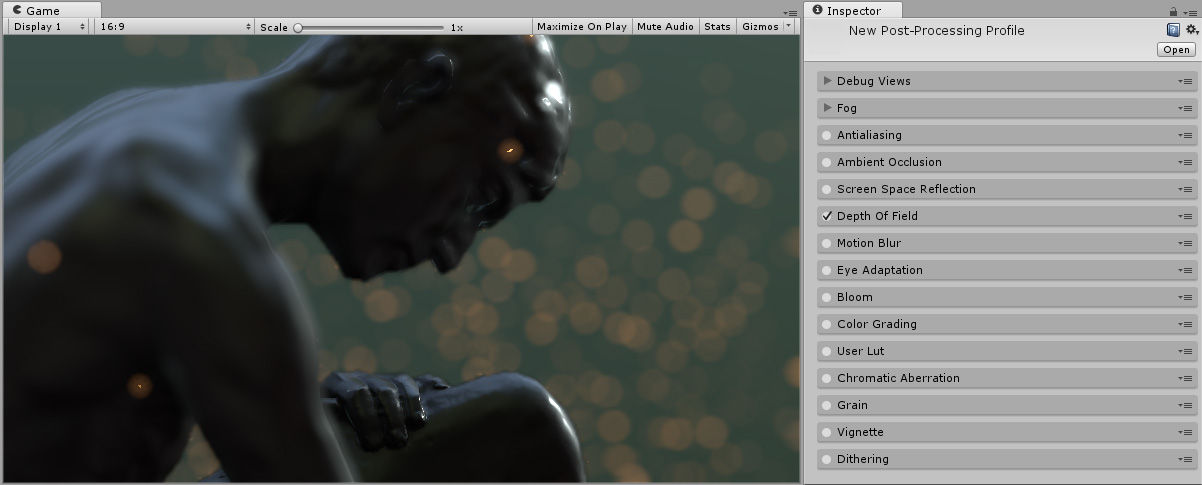 Game
Display 1 16:9 Scale 1x Maximize On Play Mute Audio Stats Gizmos
Inspector
New Post-Processing Profile
Open
Debug Views
Fog
Antialiasing
Ambient Occlusion
Screen Space Reflection
Depth Of Field
Motion Blur
Eye Adaptation
Bloom
Color Grading
User Lut
Chromatic Aberration
Grain
Vignette
Dithering